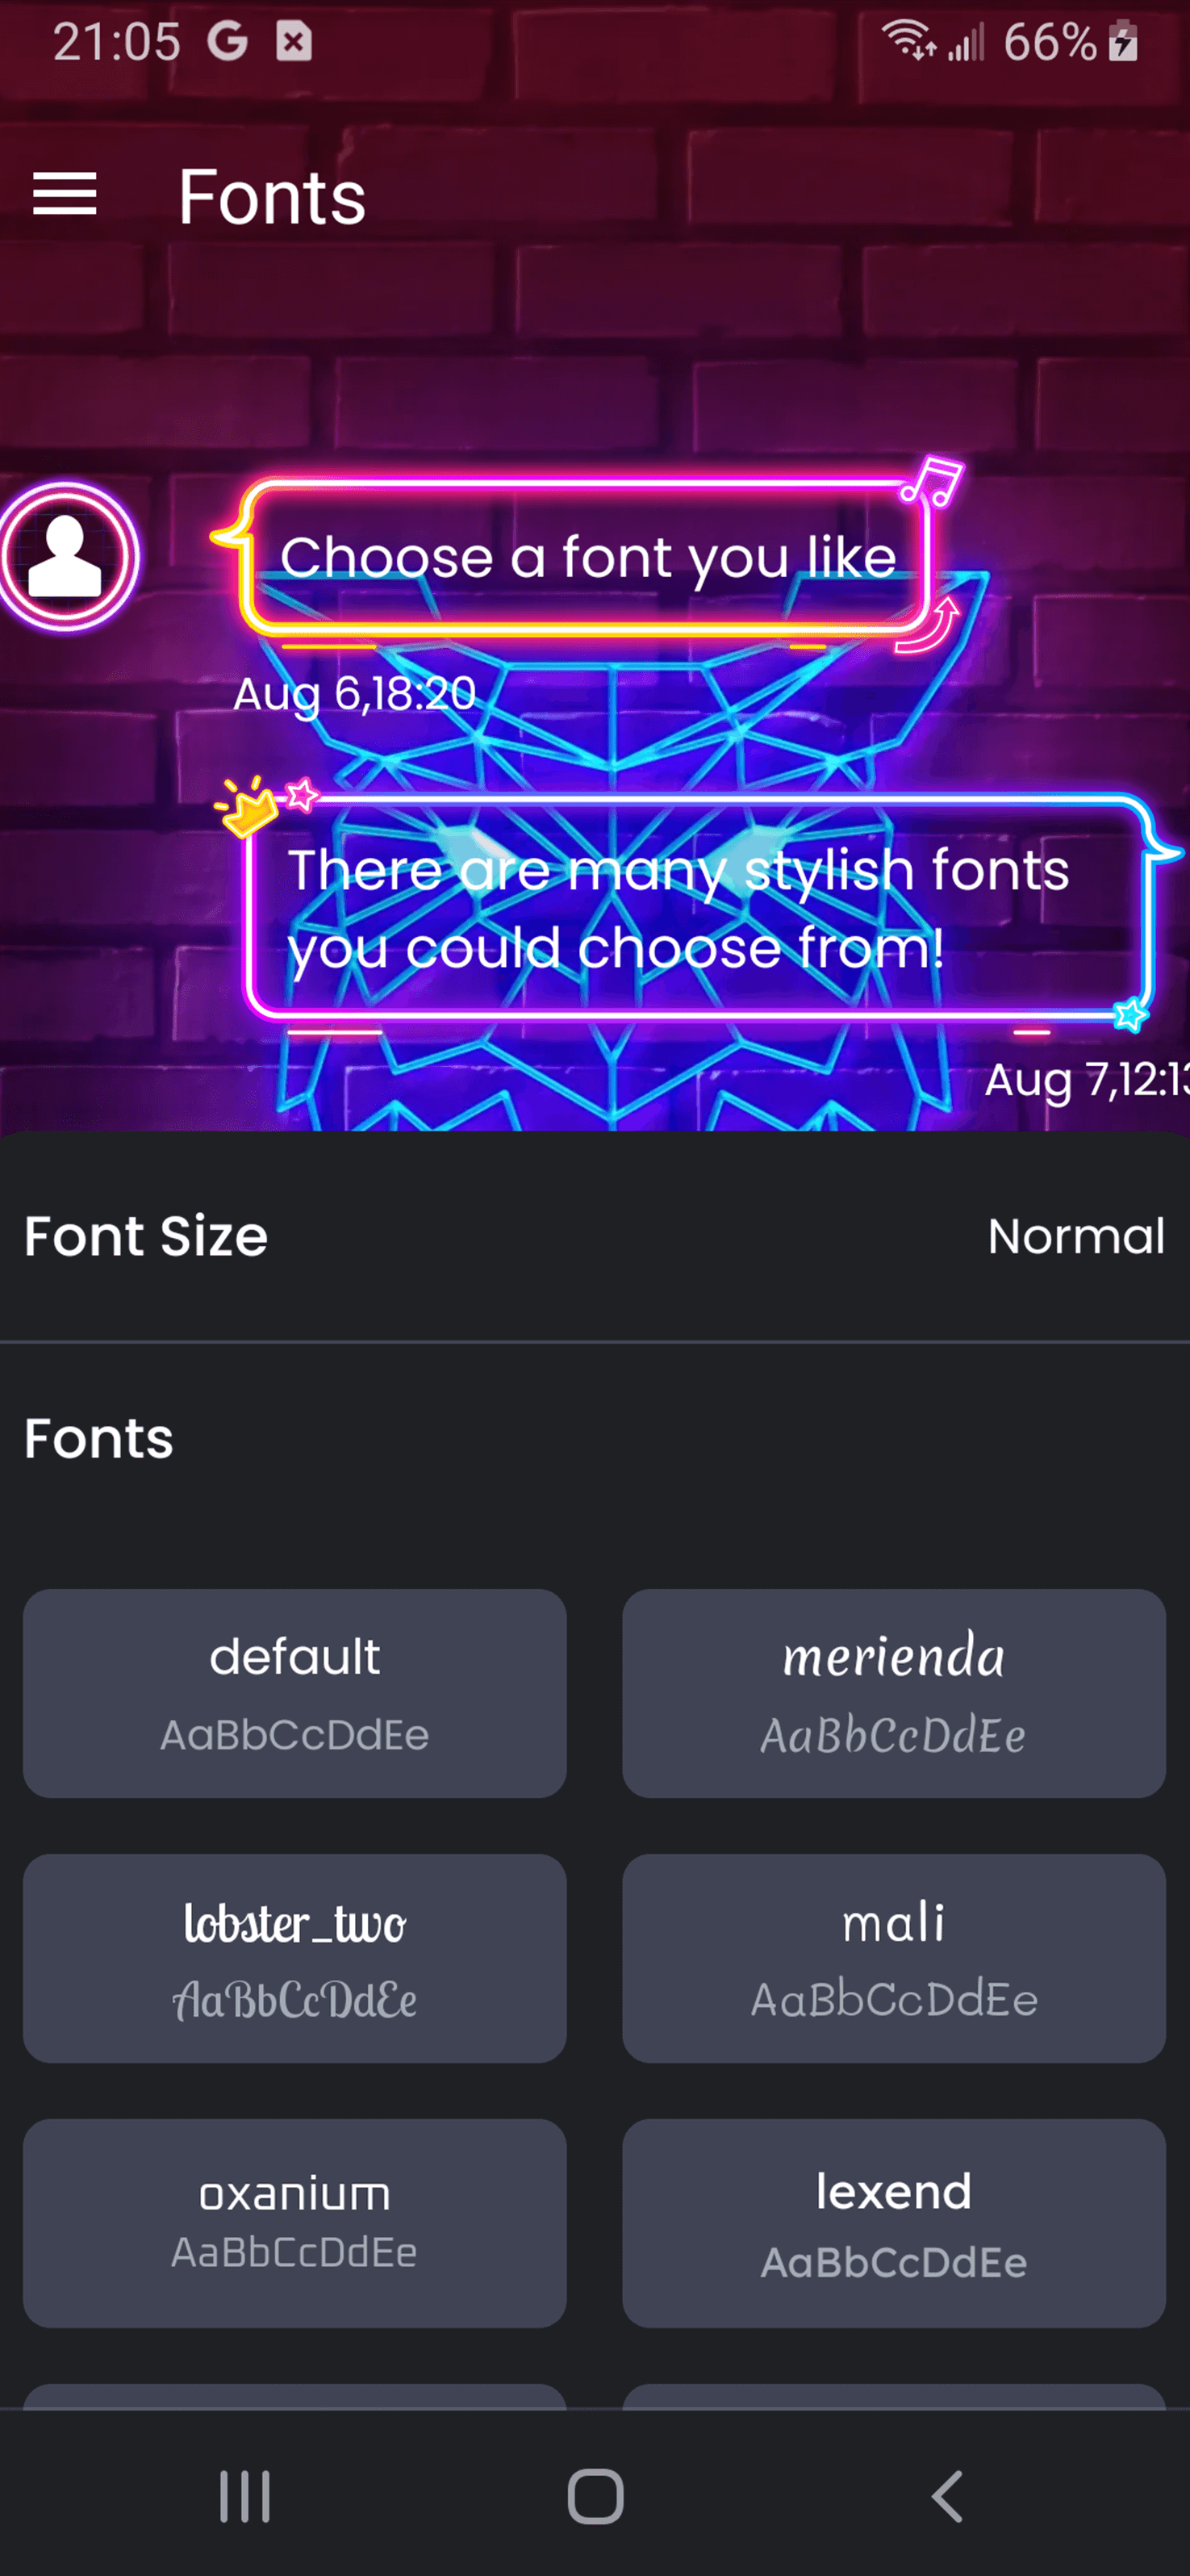 21:05 66%
Fonts
Choose a font you like
Aug 6,18:20
There are many stylish fonts
you could choose from!
Aug 7,12:13
Font Size Normal
Fonts
default
AaBbCcDdEe
merienda
AaBbCcDdEe
lobster_two
AaBbCcDdEe
mali
AaBbCcDdEe
oxanium
AaBbCcDdEe
lexend
AaBbCcDdEe